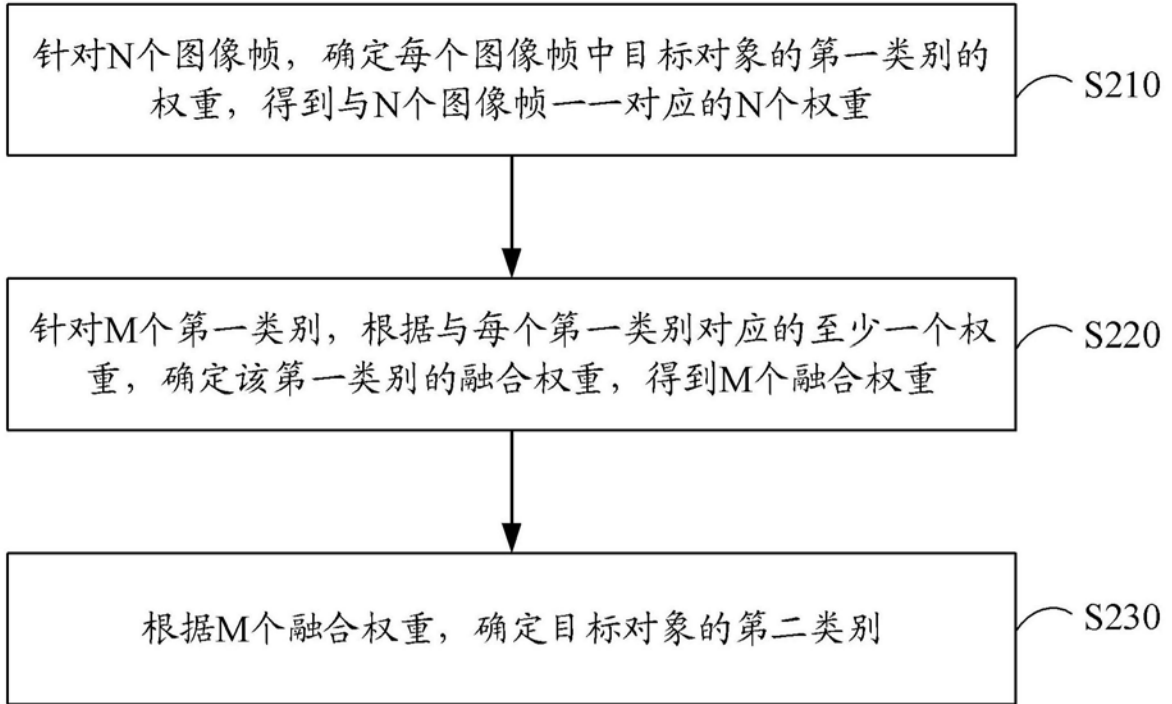 针对N个图像帧，确定每个图像帧中目标对象的第一类别的
权重，得到与N个图像帧一一对应的N个权重
S210
针对M个第一类别，根据与每个第一类别对应的至少一个权
重，确定该第一类别的融合权重，得到M个融合权重
S220
根据M个融合权重，确定目标对象的第二类别
S230